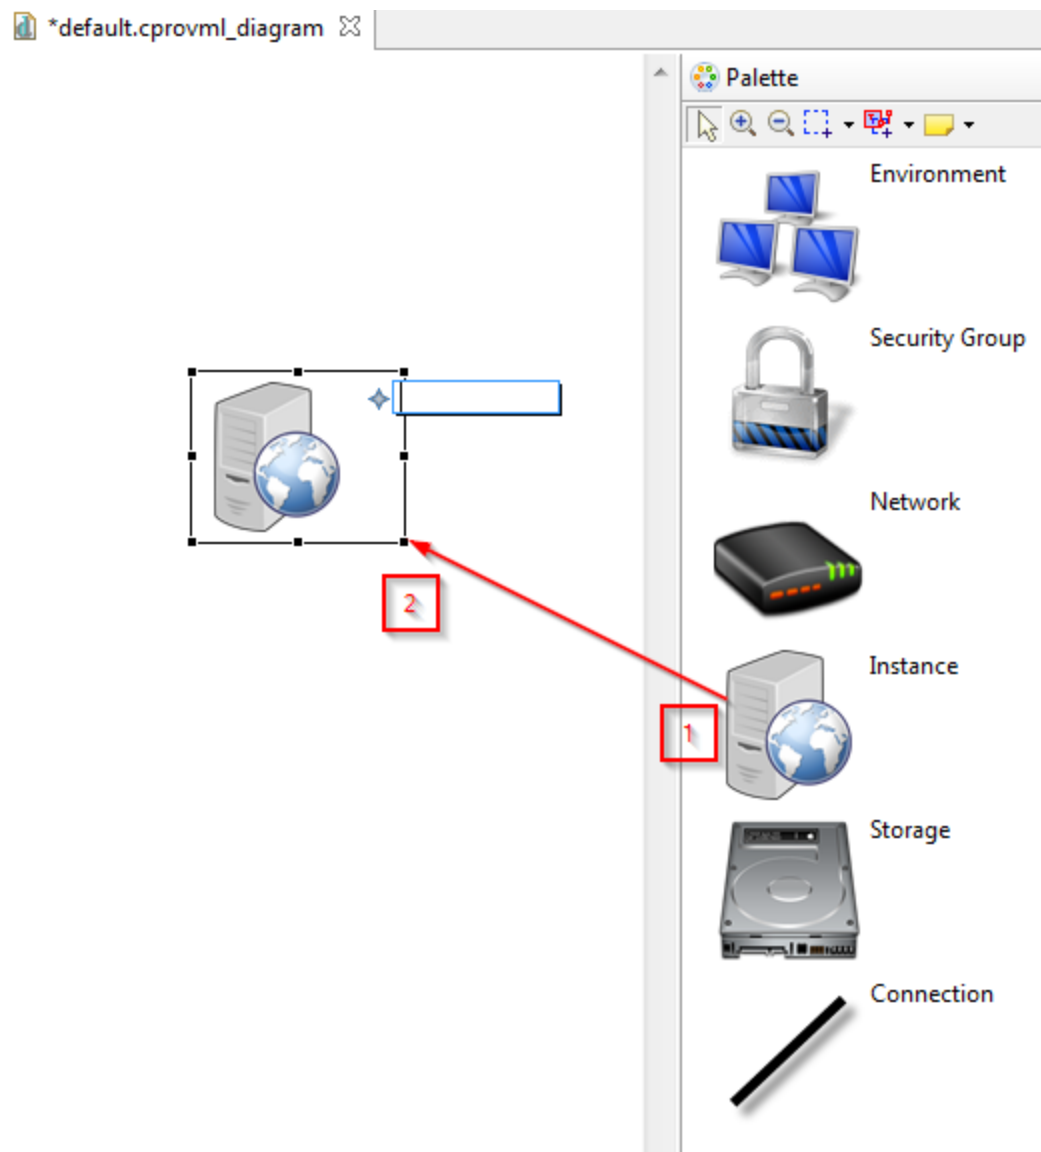 *default.cprovml_diagram
Palette
Environment
Security Group
Network
2
Instance
1
Storage
Connection